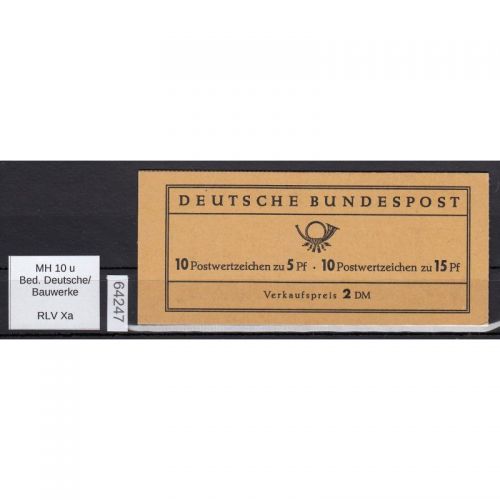 MH 10 u
Bed. Deutsche/
Bauwerke
RLV Xa
64247
DEUTSCHE BUNDESPOST
10 Postwertzeichen zu 5 Pf · 10 Postwertzeichen zu 15 Pf
Verkaufspreis 2 DM